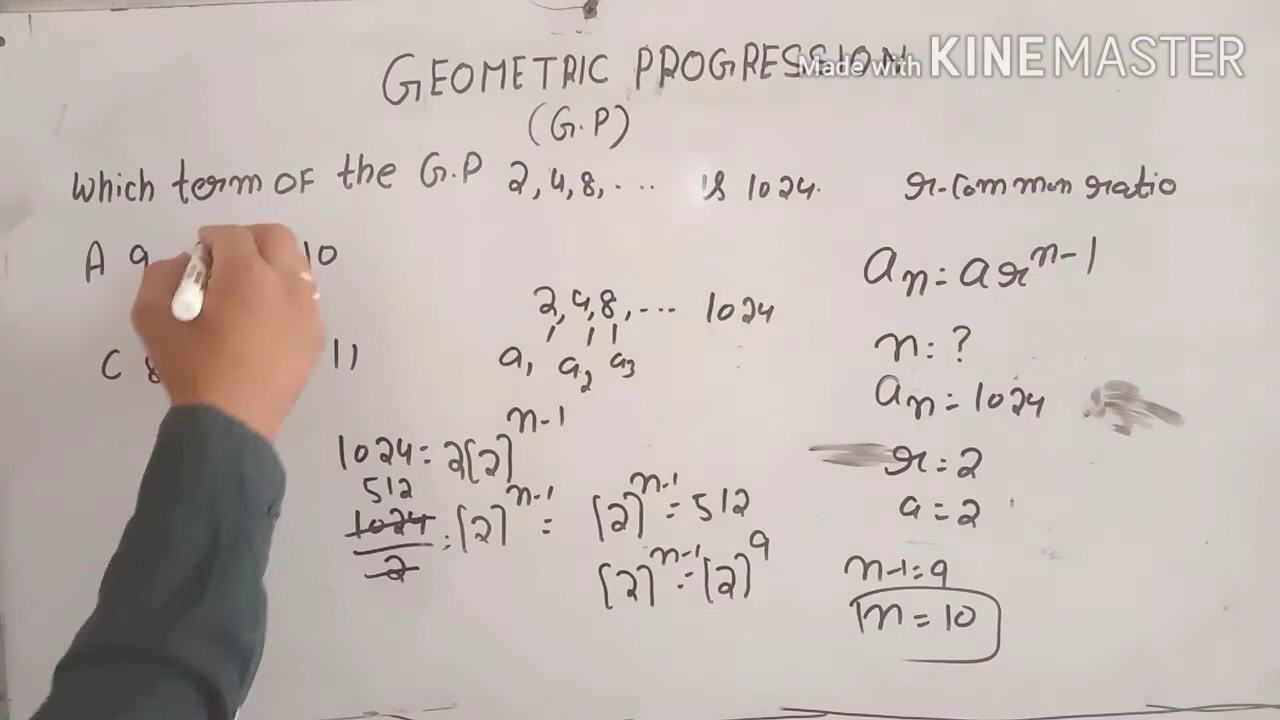 GEOMETRIC PROGRESSION
Made with KINEMASTER
(G.P)
Which term OF the G.P 2, 4, 8, ... is 1024.
r-Common ratio
A 9
10
C 8
11
2, 4, 8, ... 1024
a₁ a₂ a₃
1024 = 2[2]ⁿ⁻¹
512
1024/2 = [2]ⁿ⁻¹ =
[2]ⁿ⁻¹ = 512
[2]ⁿ⁻¹ = [2]⁹
aₙ = arⁿ⁻¹
n = ?
aₙ = 1024
r = 2
a = 2
n-1 = 9
n = 10